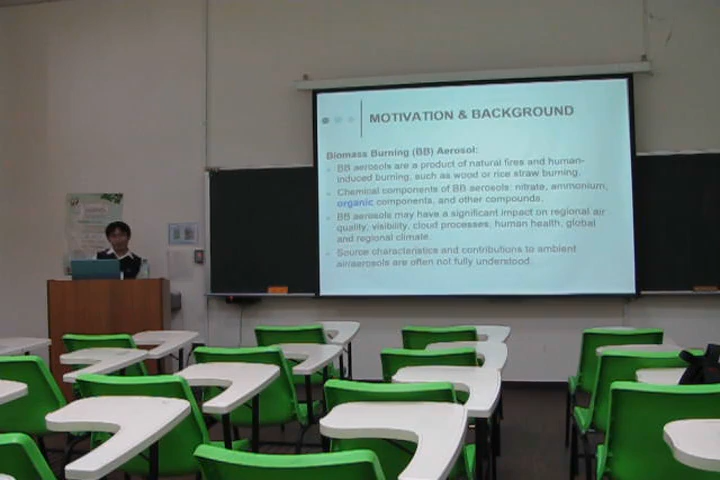 MOTIVATION & BACKGROUND
Biomass Burning (BB) Aerosol:
BB aerosols are a product of natural fires and human-
induced burning, such as wood or rice straw burning.
Chemical components of BB aerosols: nitrate, ammonium,
organic components, and other compounds.
BB aerosols may have a significant impact on regional air
quality, visibility, cloud processes, human health, global
and regional climate.
Source characteristics and contributions to ambient
air/aerosols are often not fully understood.